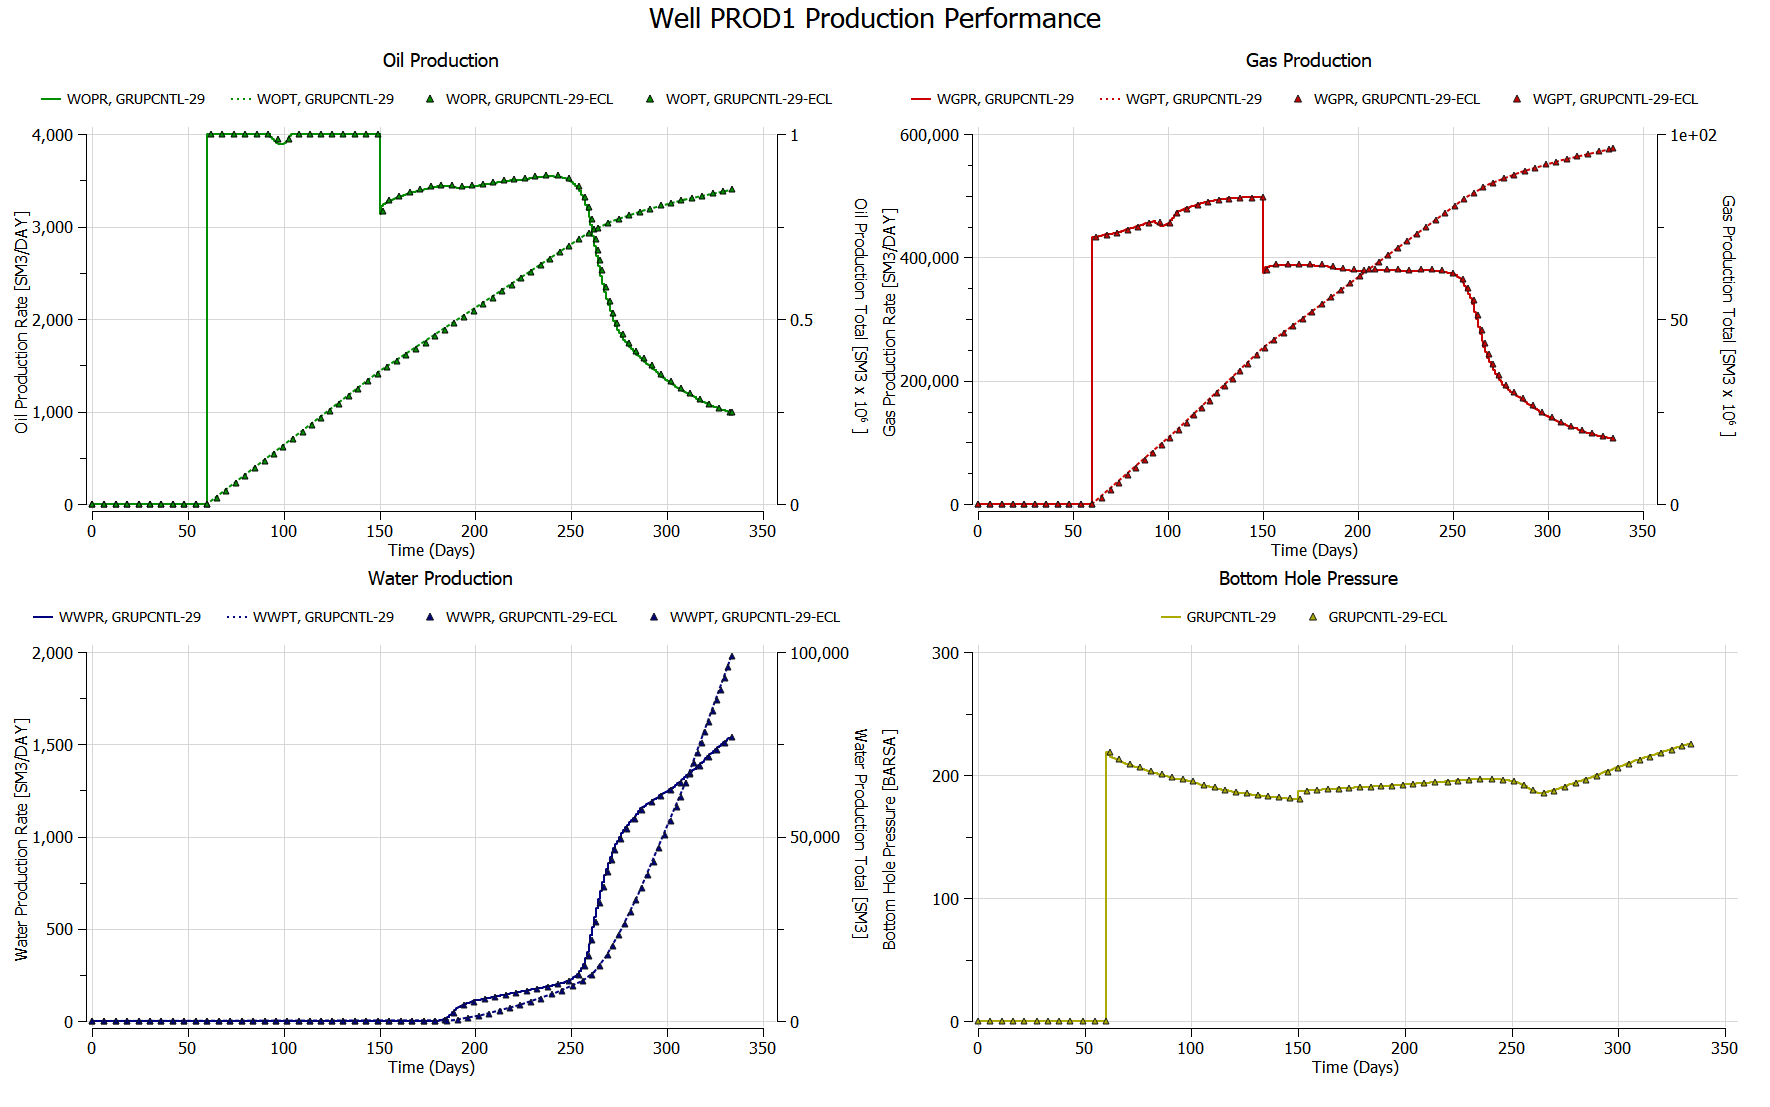 Well PROD1 Production Performance
Oil Production
WOPR, GRUPCNTL-29 WOPT, GRUPCNTL-29 WOPR, GRUPCNTL-29-ECL WOPT, GRUPCNTL-29-ECL
4,000
3,000
2,000
1,000
0
Oil Production Rate [SM3/DAY]
1
0.5
0
Oil Production Total [SM3 x 10⁶ ]
0 50 100 150 200 250 300 350
Time (Days)
Gas Production
WGPR, GRUPCNTL-29 WGPT, GRUPCNTL-29 WGPR, GRUPCNTL-29-ECL WGPT, GRUPCNTL-29-ECL
600,000
400,000
200,000
0
Gas Production Rate [SM3/DAY]
1e+02
50
0
Gas Production Total [SM3 x 10⁶ ]
0 50 100 150 200 250 300 350
Time (Days)
Water Production
WWPR, GRUPCNTL-29 WWPT, GRUPCNTL-29 WWPR, GRUPCNTL-29-ECL WWPT, GRUPCNTL-29-ECL
2,000
1,500
1,000
500
0
Water Production Rate [SM3/DAY]
100,000
50,000
0
Water Production Total [SM3]
0 50 100 150 200 250 300 350
Time (Days)
Bottom Hole Pressure
GRUPCNTL-29 GRUPCNTL-29-ECL
300
200
100
0
Bottom Hole Pressure [BARSA]
0 50 100 150 200 250 300 350
Time (Days)